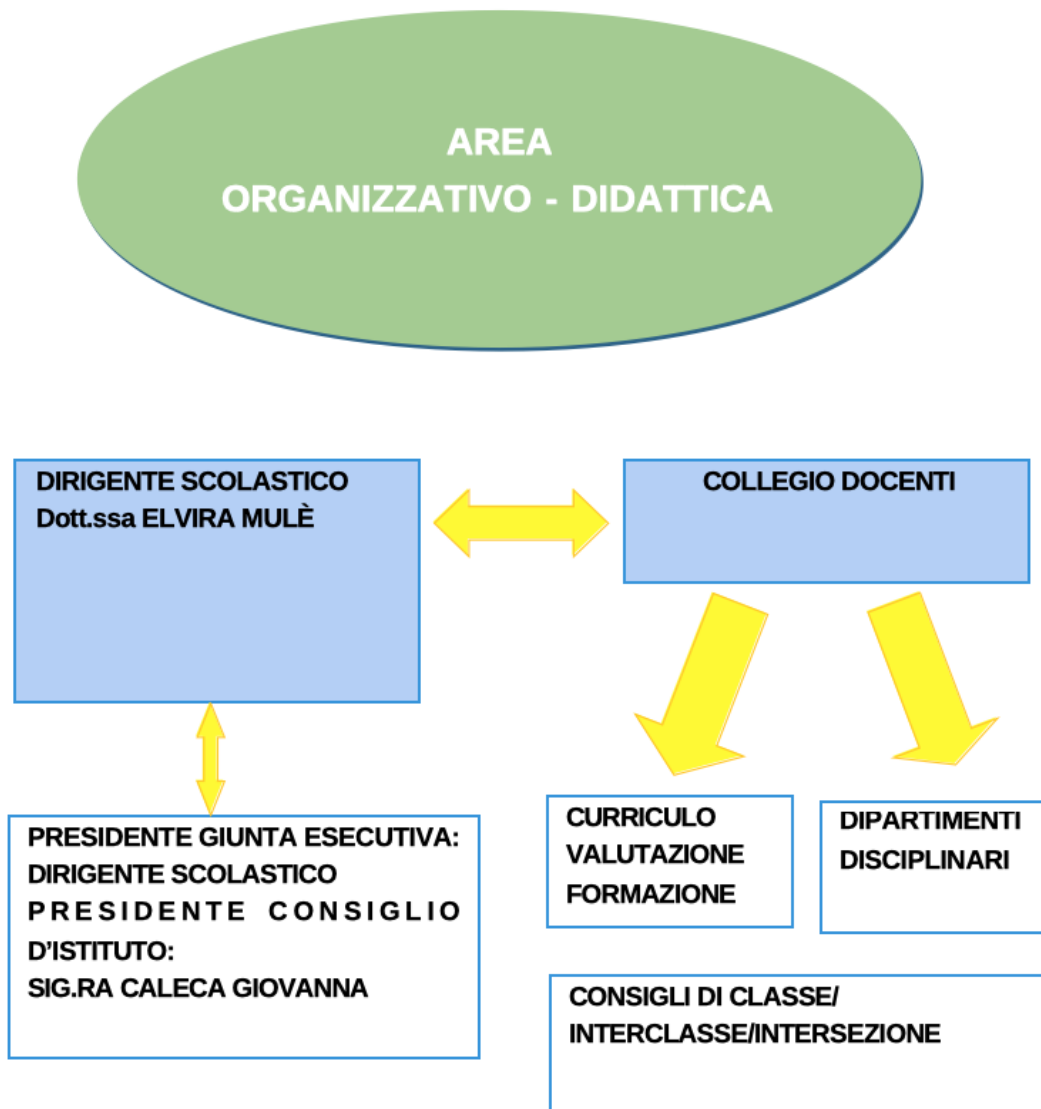 AREA
ORGANIZZATIVO - DIDATTICA
DIRIGENTE SCOLASTICO
Dott.ssa ELVIRA MULÈ
COLLEGIO DOCENTI
PRESIDENTE GIUNTA ESECUTIVA:
DIRIGENTE SCOLASTICO
PRESIDENTE CONSIGLIO
D'ISTITUTO:
SIG.RA CALECA GIOVANNA
CURRICULO
VALUTAZIONE
FORMAZIONE
DIPARTIMENTI
DISCIPLINARI
CONSIGLI DI CLASSE/
INTERCLASSE/INTERSEZIONE